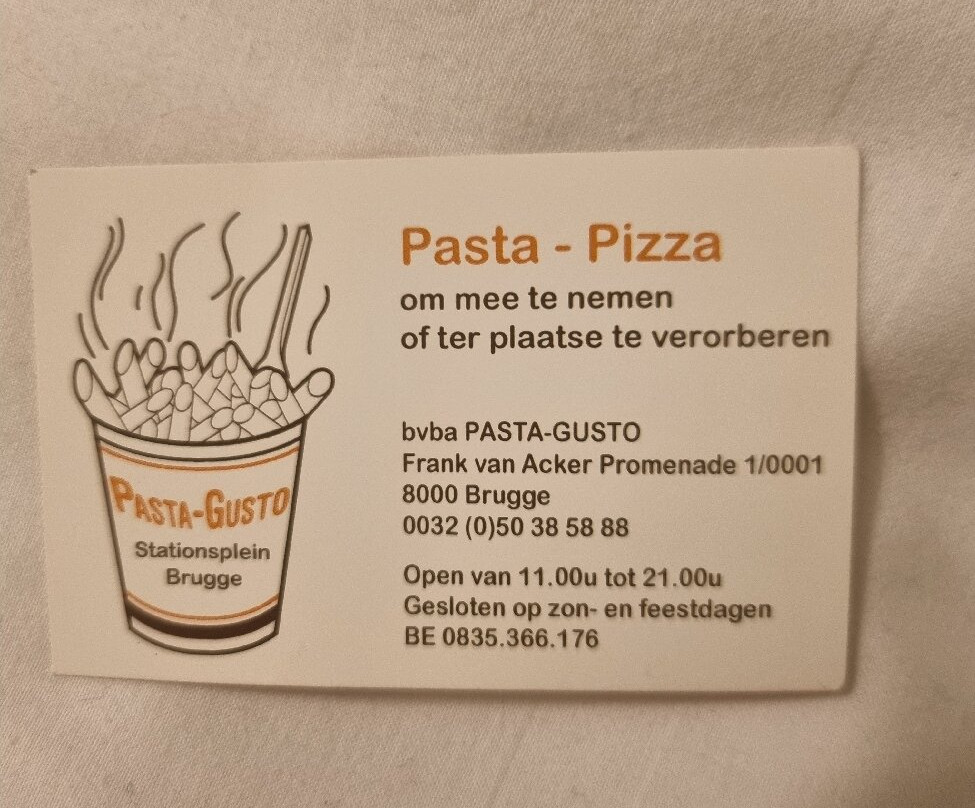 Pasta - Pizza
om mee te nemen
of ter plaatse te verorberen
PASTA-GUSTO
Stationsplein
Brugge
bvba PASTA-GUSTO
Frank van Acker Promenade 1/0001
8000 Brugge
0032 (0)50 38 58 88
Open van 11.00u tot 21.00u
Gesloten op zon- en feestdagen
BE 0835.366.176